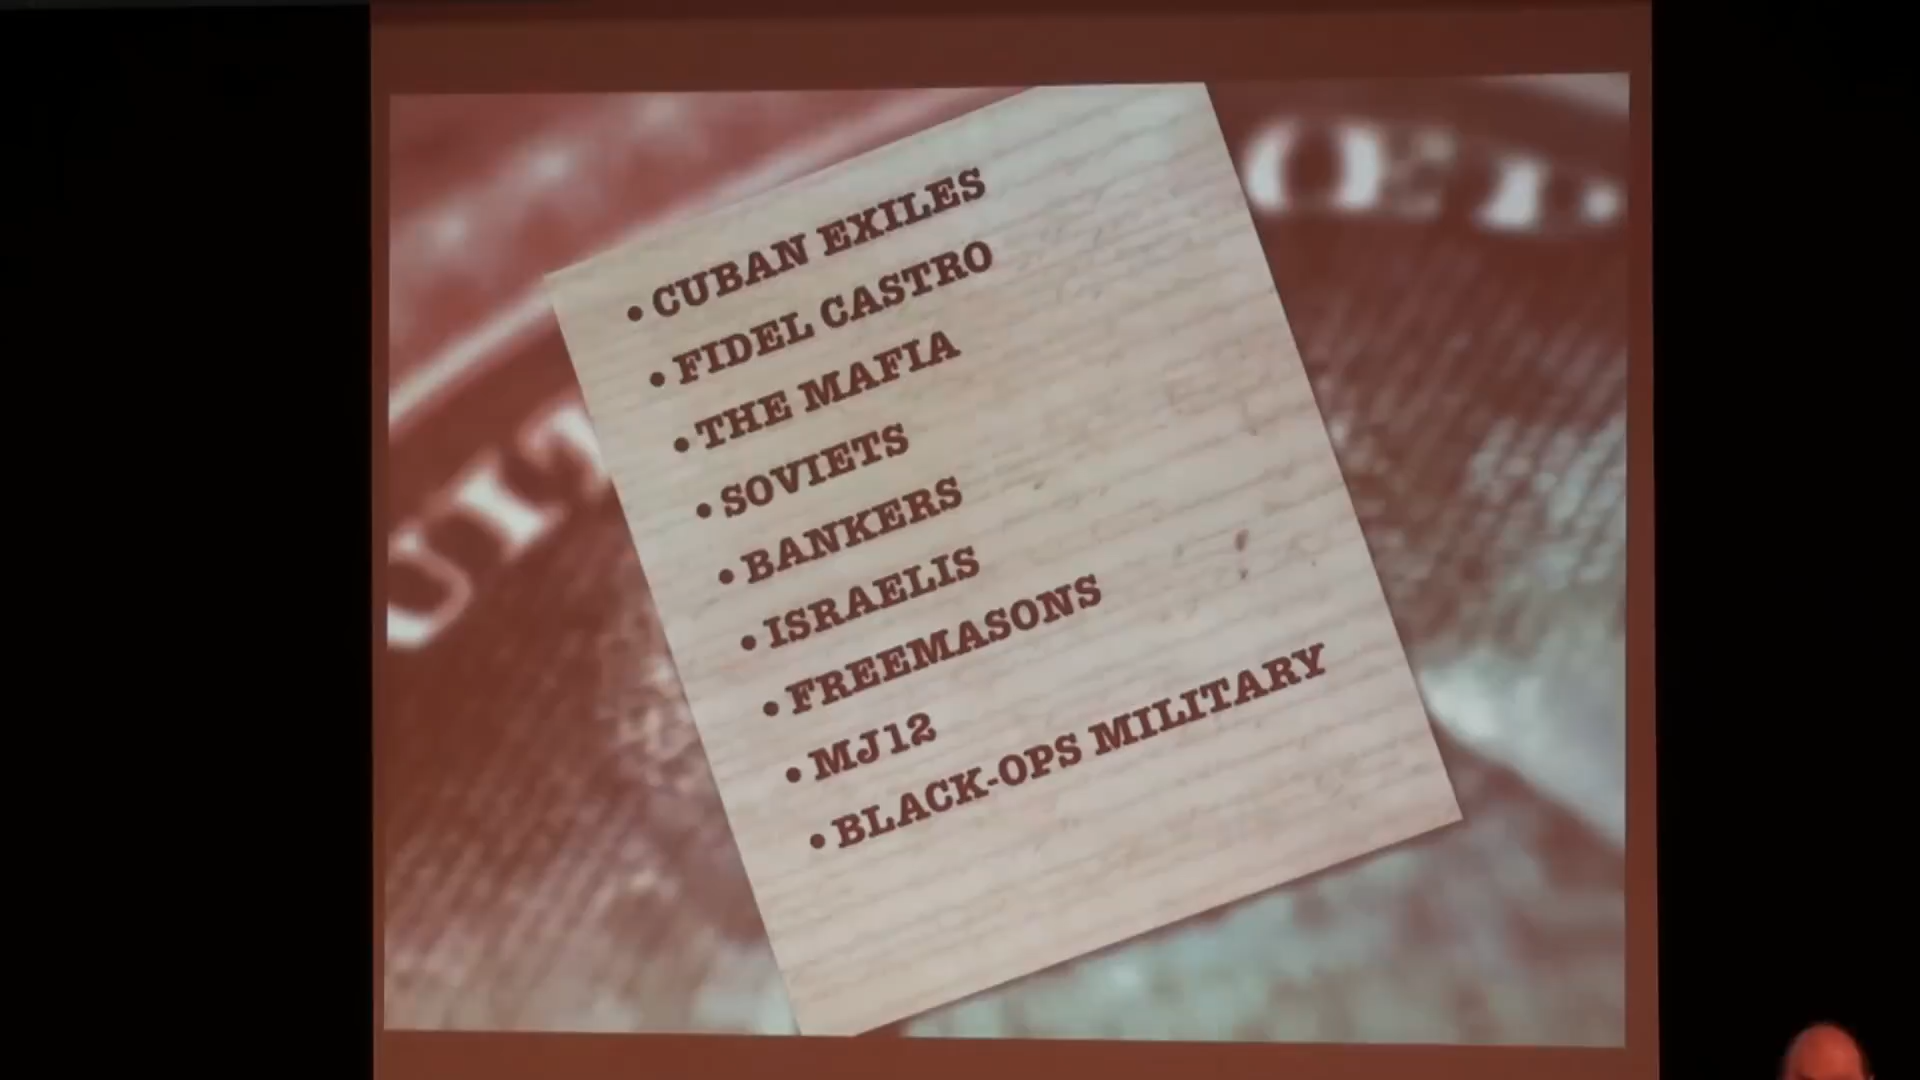 • CUBAN EXILES
• FIDEL CASTRO
• THE MAFIA
• SOVIETS
• BANKERS
• ISRAELIS
• FREEMASONS
• MJ12
• BLACK-OPS MILITARY